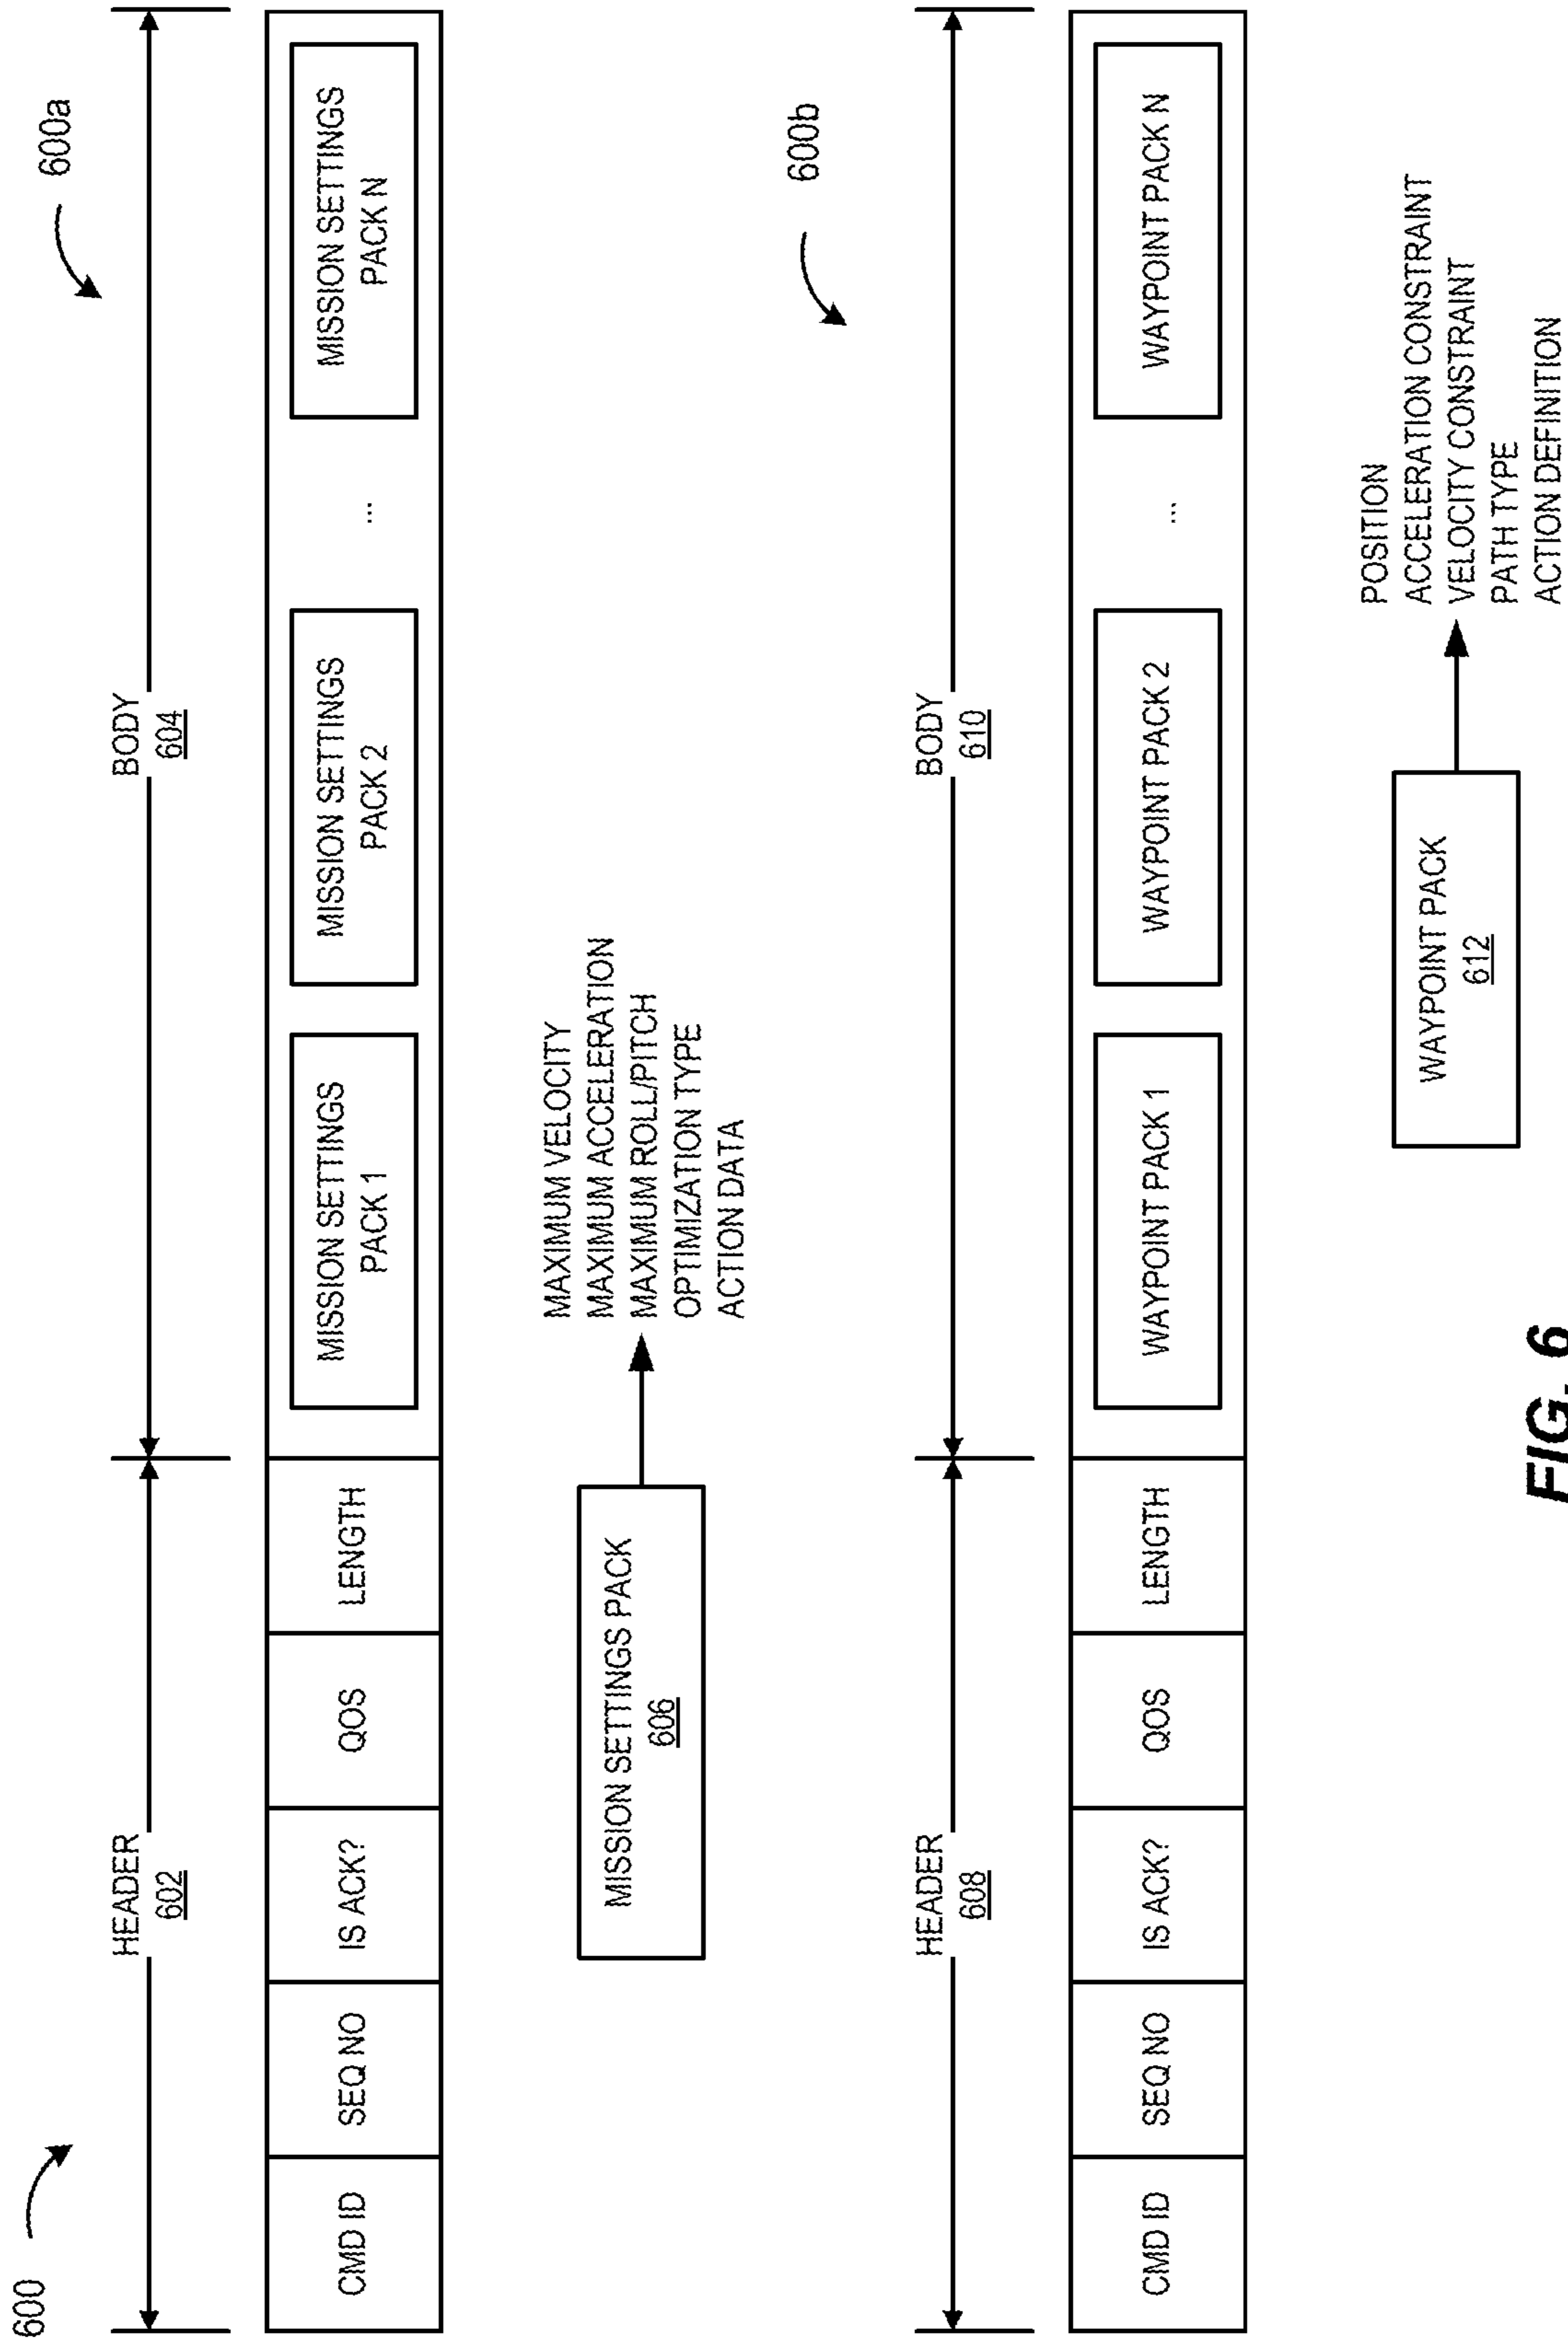 600
600a
HEADER
602
BODY
604
CMD ID
SEQ NO
IS ACK?
QOS
LENGTH
MISSION SETTINGS
PACK 1
MISSION SETTINGS
PACK 2
...
MISSION SETTINGS
PACK N
MISSION SETTINGS PACK
606
MAXIMUM VELOCITY
MAXIMUM ACCELERATION
MAXIMUM ROLL/PITCH
OPTIMIZATION TYPE
ACTION DATA
600b
HEADER
608
BODY
610
CMD ID
SEQ NO
IS ACK?
QOS
LENGTH
WAYPOINT PACK 1
WAYPOINT PACK 2
...
WAYPOINT PACK N
WAYPOINT PACK
612
POSITION
ACCELERATION CONSTRAINT
VELOCITY CONSTRAINT
PATH TYPE
ACTION DEFINITION
FIG. 6